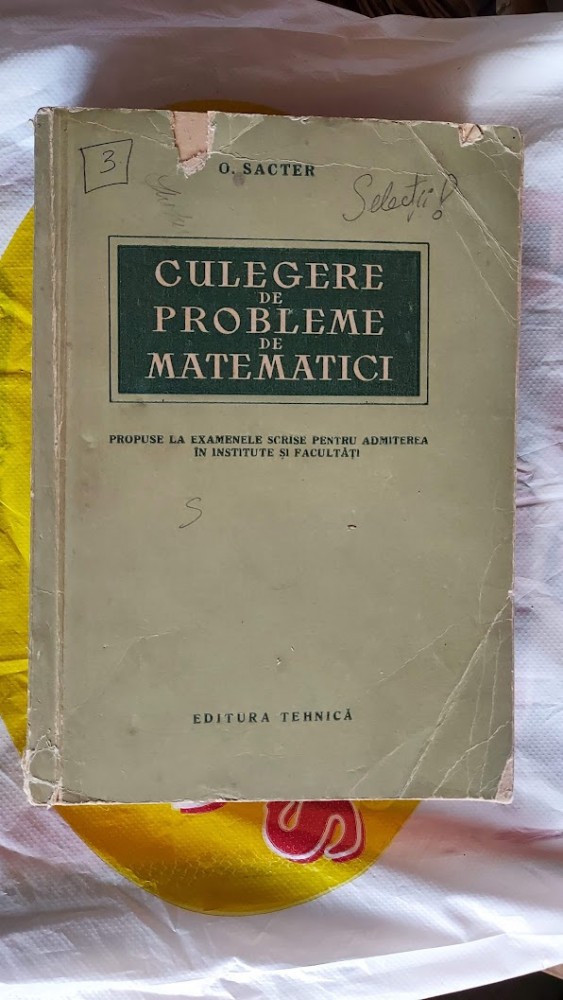 3.
O. SACTER
Selecții!
CULEGERE
DE
PROBLEME
DE
MATEMATICI
PROPUSE LA EXAMENELE SCRISE PENTRU ADMITEREA
ÎN INSTITUTE ȘI FACULTĂȚI
S
EDITURA TEHNICĂ